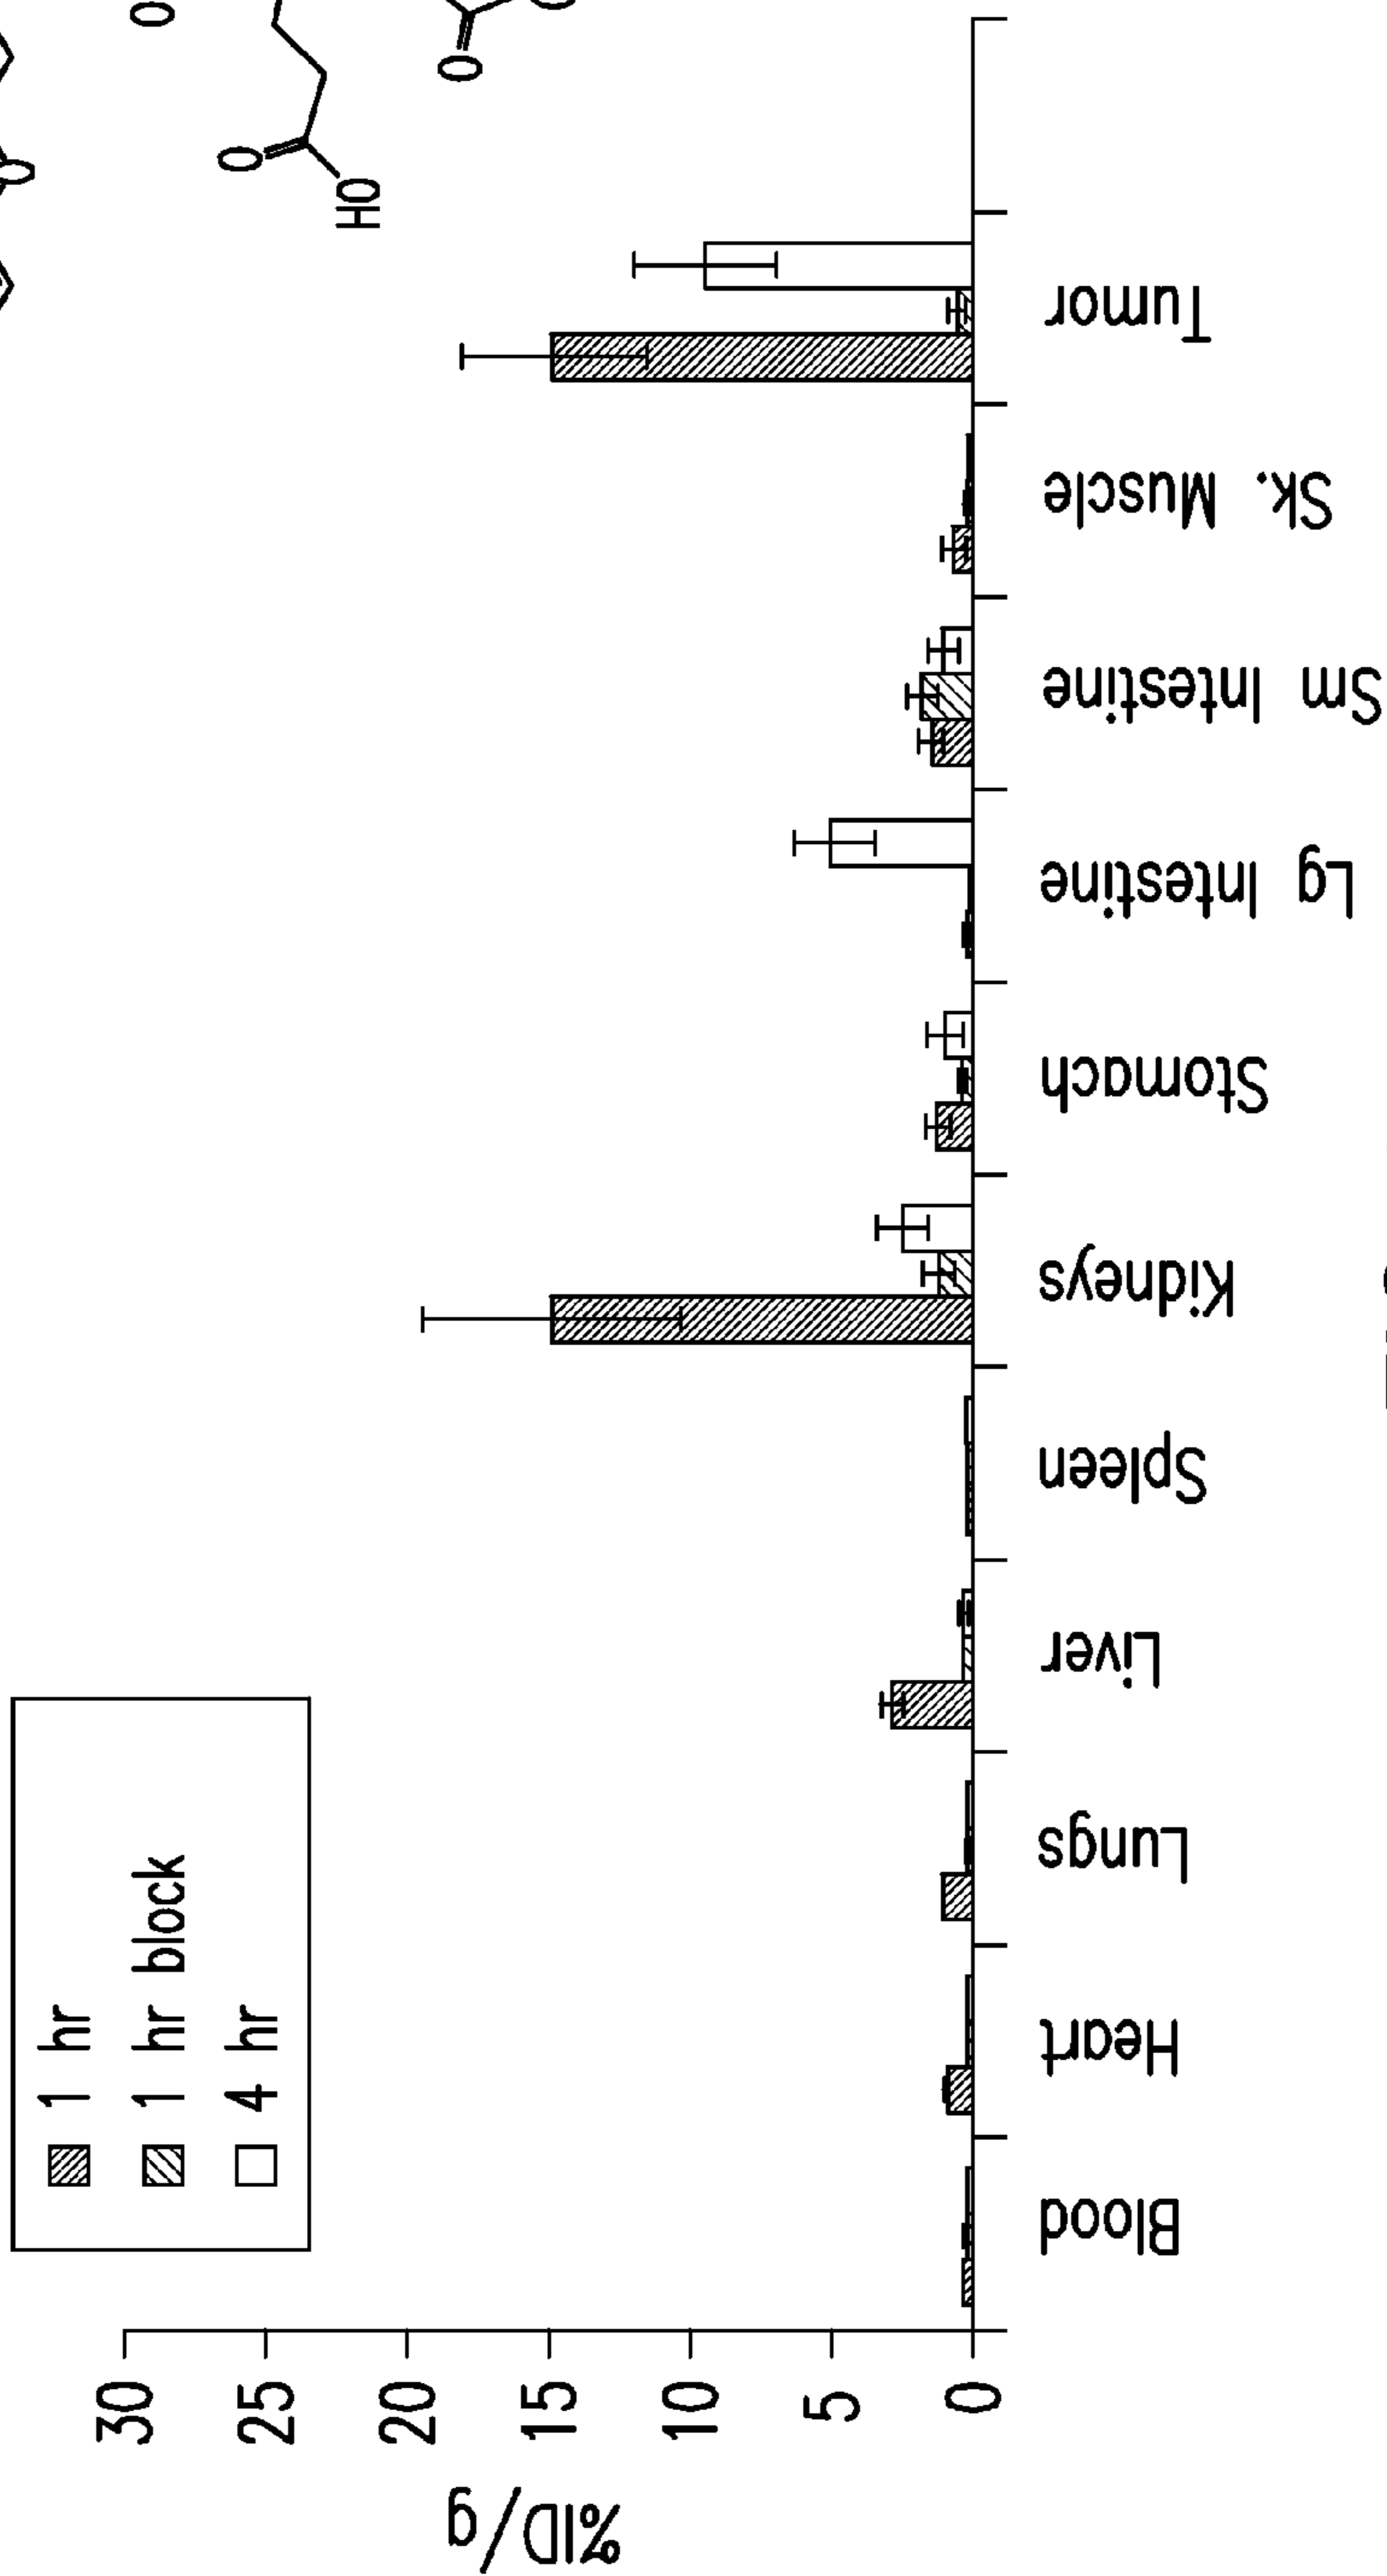 1 hr
1 hr block
4 hr
O
O
O
HO
O
%ID/g
30
25
20
15
10
5
0
Blood
Heart
Lungs
Liver
Spleen
Kidneys
Stomach
Lg Intestine
Sm Intestine
Sk. Muscle
Tumor